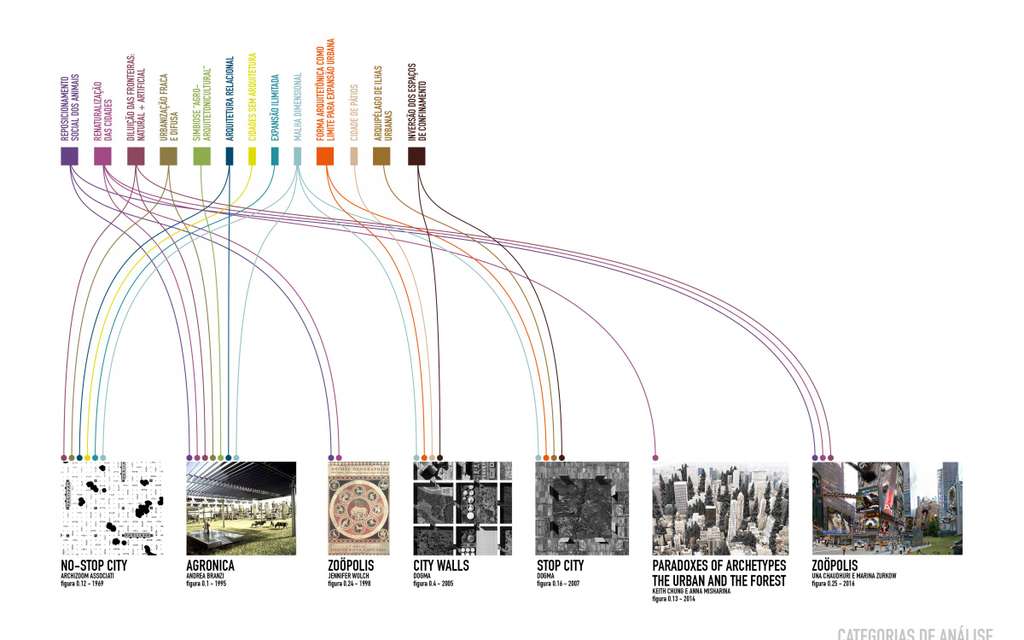 REPOSICIONAMENTO
SOCIAL DOS ANIMAIS
RENATURALIZAÇÃO
DAS CIDADES
DILUIÇÃO DAS FRONTEIRAS:
NATURAL + ARTIFICIAL
URBANIZAÇÃO FRACA
E DIFUSA
SIMBIOSE "AGRO-
ARQUITETONICULTURAL"
ARQUITETURA RELACIONAL
CIDADES SEM ARQUITETURA
EXPANSÃO ILIMITADA
MALHA DIMENSIONAL
FORMA ARQUITETÔNICA COMO
LIMITE PARA EXPANSÃO URBANA
CIDADE DE PÁTIOS
ARQUIPÉLAGO DE ILHAS
URBANAS
INVERSÃO DOS ESPAÇOS
DE CONFINAMENTO
NO-STOP CITY
ARCHIZOOM ASSOCIATI
figura 0.12 - 1969
AGRONICA
ANDREA BRANZI
figura 0.1 - 1995
ZOÖPOLIS
JENNIFER WOLCH
figura 0.24 - 1998
CITY WALLS
DOGMA
figura 0.4 - 2005
STOP CITY
DOGMA
figura 0.16 - 2007
PARADOXES OF ARCHETYPES
THE URBAN AND THE FOREST
KEITH CHUNG E ANNA MISHARINA
figura 0.13 - 2014
ZOÖPOLIS
UNA CHAUDHURI E MARINA ZURKOW
figura 0.25 - 2016
CATEGORIAS DE ANÁLISE